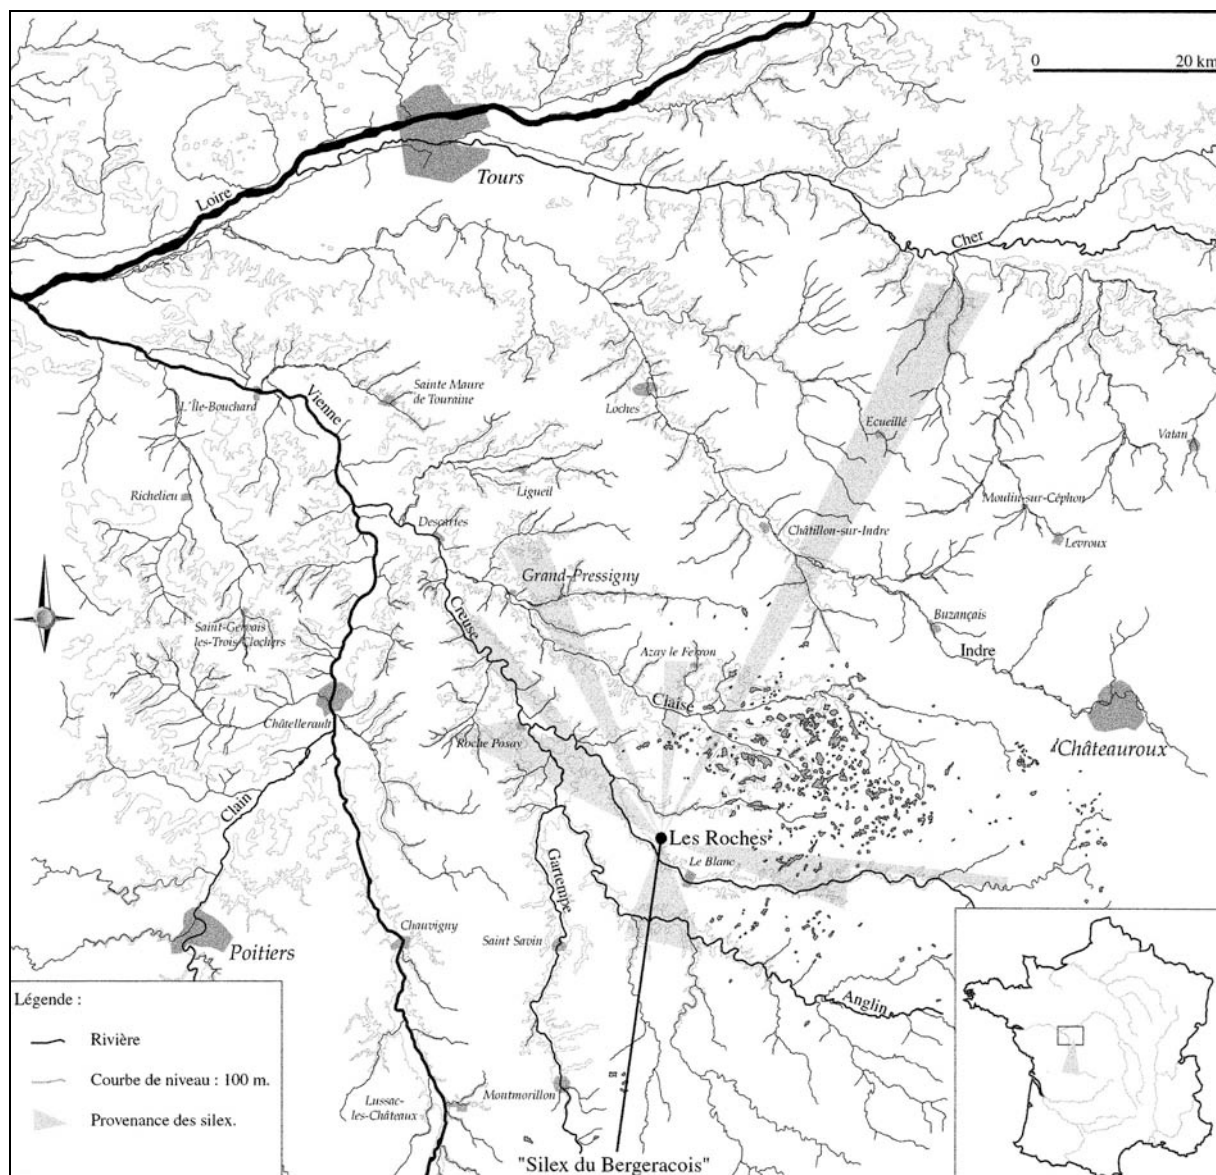 0 20 km
Tours
Loire
Cher
Sainte Maure
de Touraine
Vienne
L'Île-Bouchard
Loches
Ecueillé
Vatan
Richelieu
Ligueil
Moulin-sur-Céphon
Descartes
Châtillon-sur-Indre
Levroux
Grand-Pressigny
Saint-Gervais
les-Trois-Clochers
Creuse
Buzançais
Azay le Ferron
Indre
Claise
Châtellerault
Roche Posay
Châteauroux
Clain
Les Roches
Le Blanc
Gartempe
Chauvigny
Saint Savin
Poitiers
Anglin
Légende :
Rivière
Courbe de niveau : 100 m.
Provenance des silex.
Lussac-
les-Châteaux
Montmorillon
"Silex du Bergeracois"